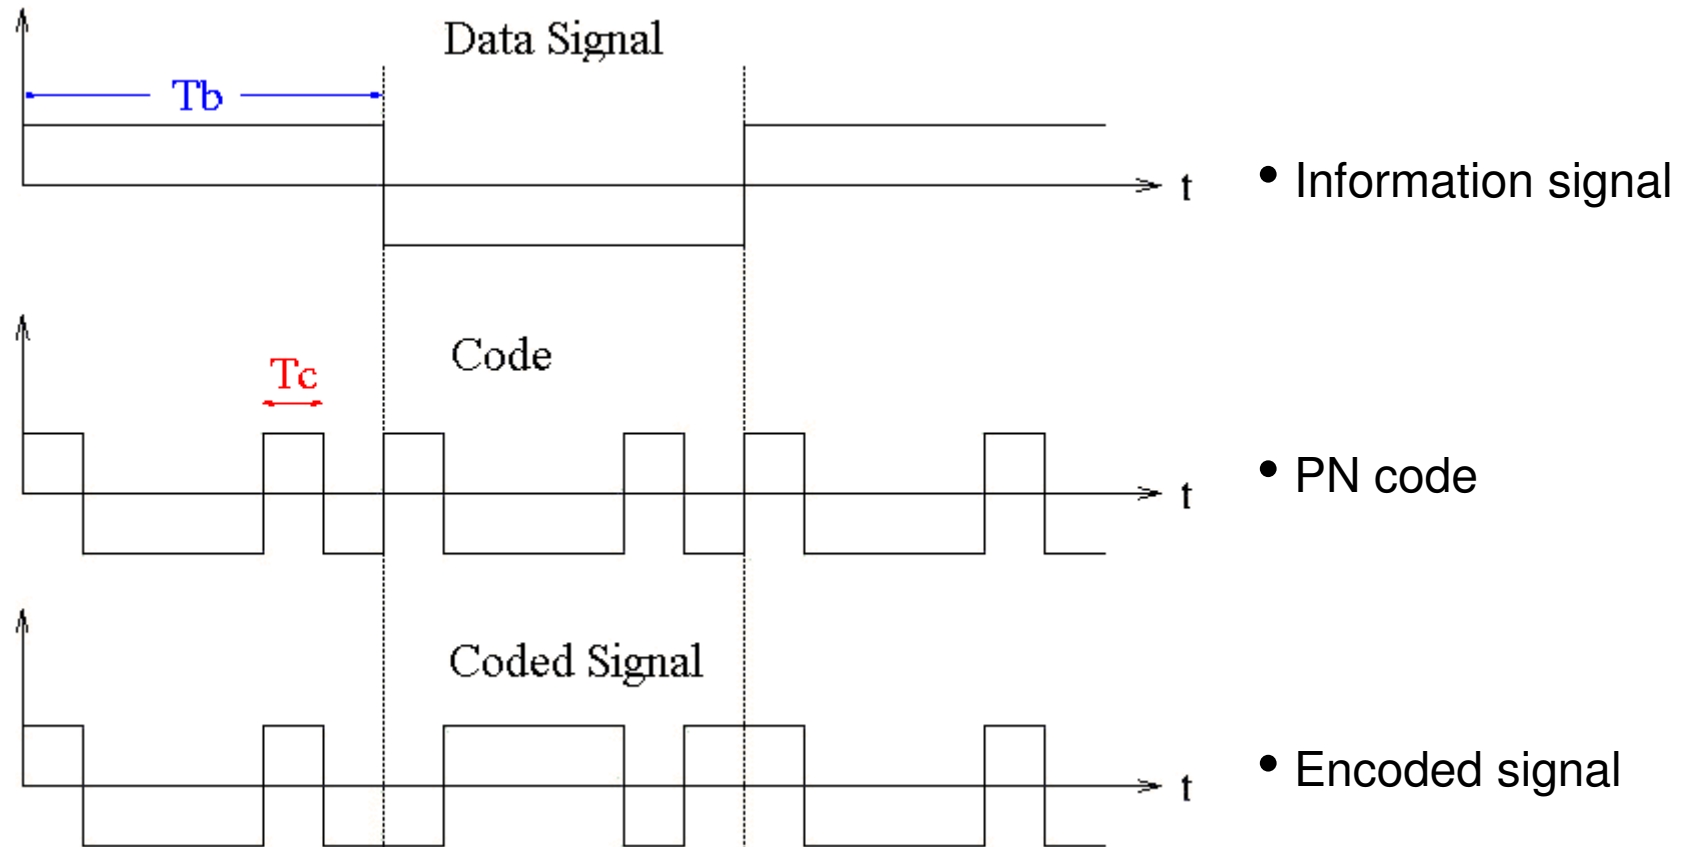 Data Signal
Tb
t
• Information signal
Code
Tc
t
• PN code
Coded Signal
t
• Encoded signal